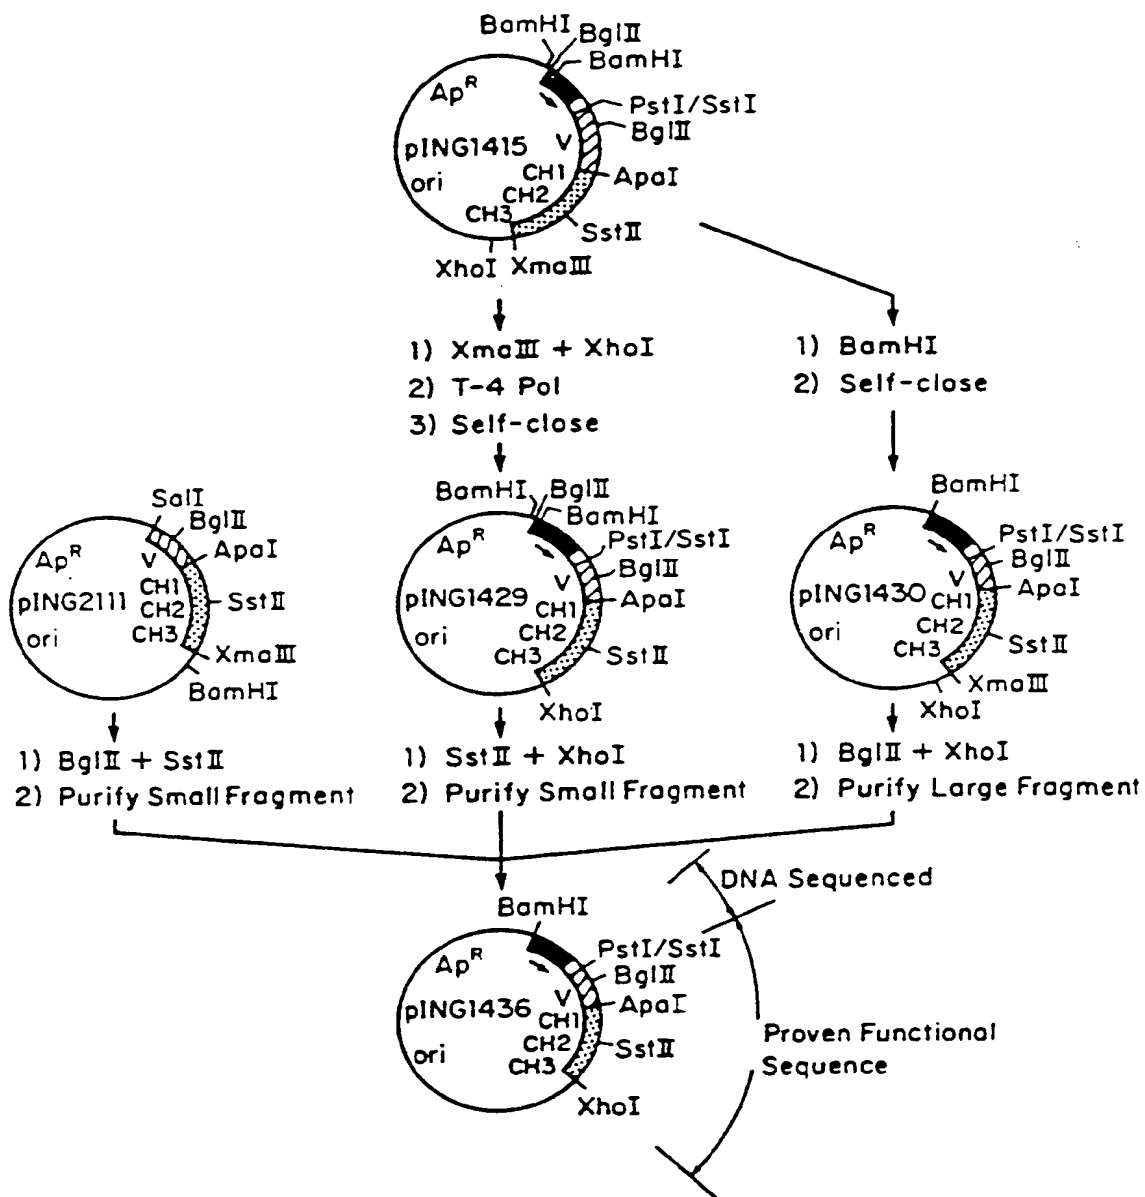 BamHI
BglII
BamHI
Ap^R
PstI/SstI
BglII
pING1415
V
CH1
ApaI
ori
CH2
CH3
SstII
XhoI
XmaIII
1) XmaIII + XhoI
2) T-4 Pol
3) Self-close
1) BamHI
2) Self-close
SalI
BglII
Ap^R
ApaI
V
pING2111
CH1
CH2
SstII
ori
CH3
XmaIII
BamHI
BamHI
BglII
BamHI
Ap^R
PstI/SstI
V
BglII
pING1429
CH1
ApaI
ori
CH2
CH3
SstII
XhoI
BamHI
Ap^R
PstI/SstI
V
BglII
pING1430
CH1
ApaI
ori
CH2
CH3
SstII
XmaIII
XhoI
1) BglII + SstII
2) Purify Small Fragment
1) SstII + XhoI
2) Purify Small Fragment
1) BglII + XhoI
2) Purify Large Fragment
BamHI
Ap^R
PstI/SstI
BglII
V
ApaI
pING1436
CH1
ori
CH2
CH3
SstII
XhoI
DNA Sequenced
Proven Functional
Sequence